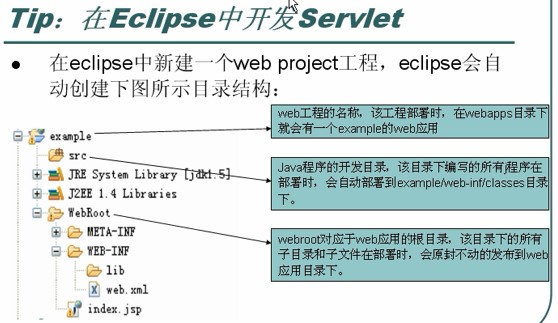 Tip：在Eclipse中开发Servlet
● 在eclipse中新建一个web project工程，eclipse会自
动创建下图所示目录结构：
web工程的名称，该工程部署时，在webapps目录下
就会有一个example的web应用
example
src
JRE System Library [jdk1.5]
J2EE 1.4 Libraries
WebRoot
META-INF
WEB-INF
lib
web.xml
index.jsp
Java程序的开发目录，该目录下编写的所有程序在
部署时，会自动部署到example/web-inf/classes目录
下。
webroot对应于web应用的根目录，该目录下的所有
子目录和子文件在部署时，会原封不动的发布到web
应用目录下。